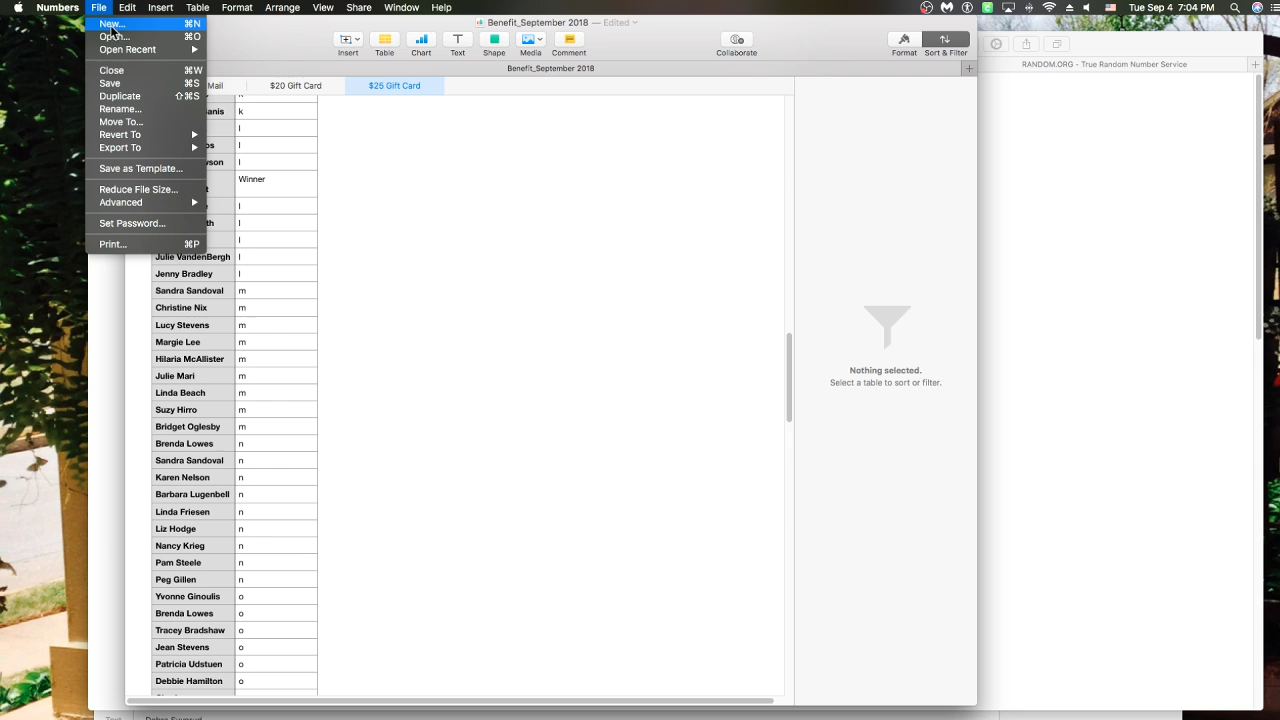 Numbers File Edit Insert Table Format Arrange View Share Window Help
Tue Sep 4 7:04 PM
New... ⌘N
Open... ⌘O
Open Recent
Close ⌘W
Save ⌘S
Duplicate ⇧⌘S
Rename...
Move To...
Revert To
Export To
Save as Template...
Reduce File Size...
Advanced
Set Password...
Print... ⌘P
Benefit_September 2018 — Edited
Insert Table Chart Text Shape Media Comment Collaborate Format Sort & Filter
Benefit_September 2018
Mail $20 Gift Card $25 Gift Card
anis k
l
os l
wson l
Winner
l
th l
l
Julie VandenBergh l
Jenny Bradley l
Sandra Sandoval m
Christine Nix m
Lucy Stevens m
Margie Lee m
Hilaria McAllister m
Julie Mari m
Linda Beach m
Suzy Hirro m
Bridget Oglesby m
Brenda Lowes n
Sandra Sandoval n
Karen Nelson n
Barbara Lugenbell n
Linda Friesen n
Liz Hodge n
Nancy Krieg n
Pam Steele n
Peg Gillen n
Yvonne Ginoulis o
Brenda Lowes o
Tracey Bradshaw o
Jean Stevens o
Patricia Udstuen o
Debbie Hamilton o
Nothing selected.
Select a table to sort or filter.
RANDOM.ORG - True Random Number Service